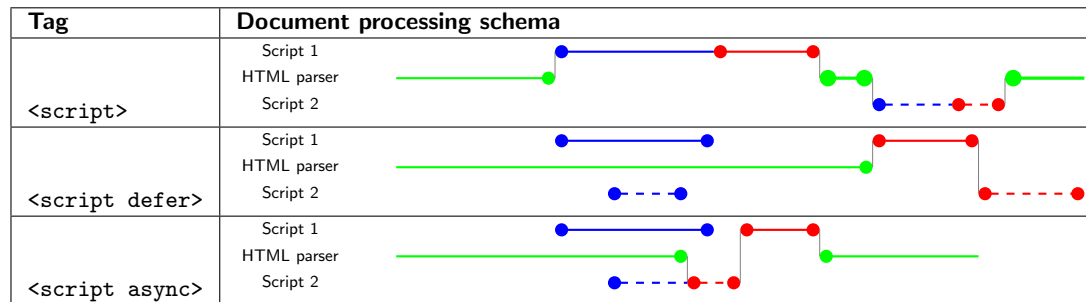 Tag Document processing schema
Script 1
HTML parser
Script 2
<script>
Script 1
HTML parser
Script 2
<script defer>
Script 1
HTML parser
Script 2
<script async>